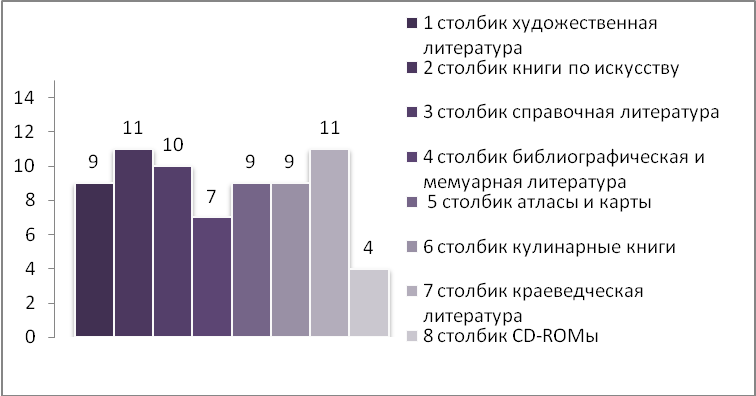 14
12
10
8
6
4
2
0
9
11
10
7
9
9
11
4
1 столбик художественная
литература
2 столбик книги по искусству
3 столбик справочная литература
4 столбик библиографическая и
мемуарная литература
5 столбик атласы и карты
6 столбик кулинарные книги
7 столбик краеведческая
литература
8 столбик CD-ROMы